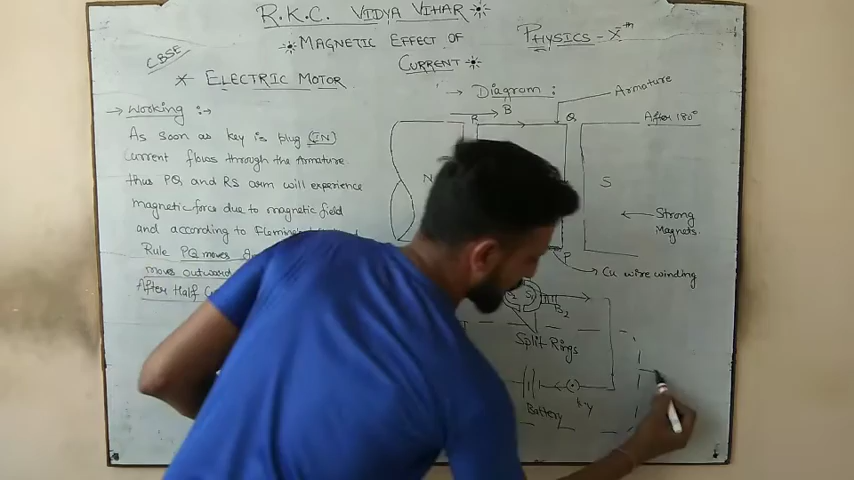 R.K.C. VIDYA VIHAR
MAGNETIC EFFECT OF
CURRENT
PHYSICS - X th
CBSE
ELECTRIC MOTOR
Working :-
As soon as key is plug (IN)
Current flows through the Armature.
thus PQ and RS arm will experience
magnetic force due to magnetic field
and according to
Rule PQ moves
moves outward
After Half
Diagram :
Armature
B
R
Q
After 180°
N
S
Strong
Magnets.
P
Cu wire winding
B2
Split Rings
Key
Battery